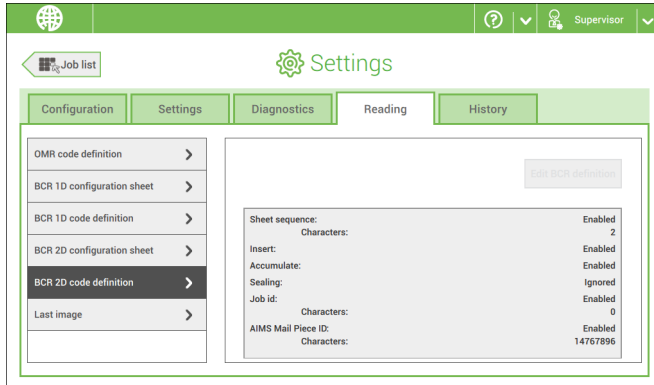 Supervisor
Job list
Settings
Configuration
Settings
Diagnostics
Reading
History
OMR code definition
BCR 1D configuration sheet
BCR 1D code definition
BCR 2D configuration sheet
BCR 2D code definition
Last image
Edit BCR definition
Sheet sequence: Enabled
Characters: 2
Insert: Enabled
Accumulate: Enabled
Sealing: Ignored
Job id: Enabled
Characters: 0
AIMS Mail Piece ID: Enabled
Characters: 14767896